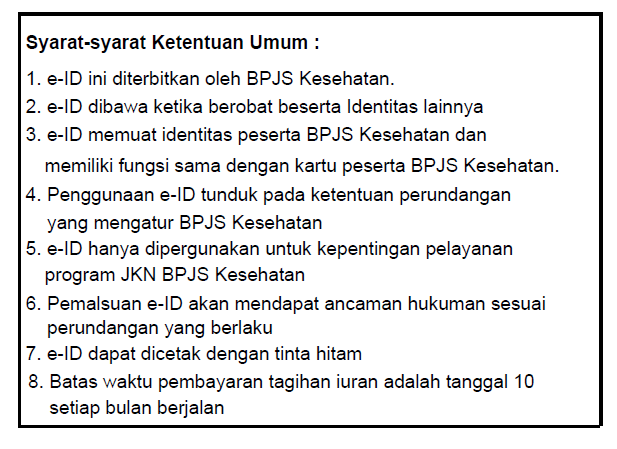 Syarat-syarat Ketentuan Umum :
1. e-ID ini diterbitkan oleh BPJS Kesehatan.
2. e-ID dibawa ketika berobat beserta Identitas lainnya
3. e-ID memuat identitas peserta BPJS Kesehatan dan
memiliki fungsi sama dengan kartu peserta BPJS Kesehatan.
4. Penggunaan e-ID tunduk pada ketentuan perundangan
yang mengatur BPJS Kesehatan
5. e-ID hanya dipergunakan untuk kepentingan pelayanan
program JKN BPJS Kesehatan
6. Pemalsuan e-ID akan mendapat ancaman hukuman sesuai
perundangan yang berlaku
7. e-ID dapat dicetak dengan tinta hitam
8. Batas waktu pembayaran tagihan iuran adalah tanggal 10
setiap bulan berjalan